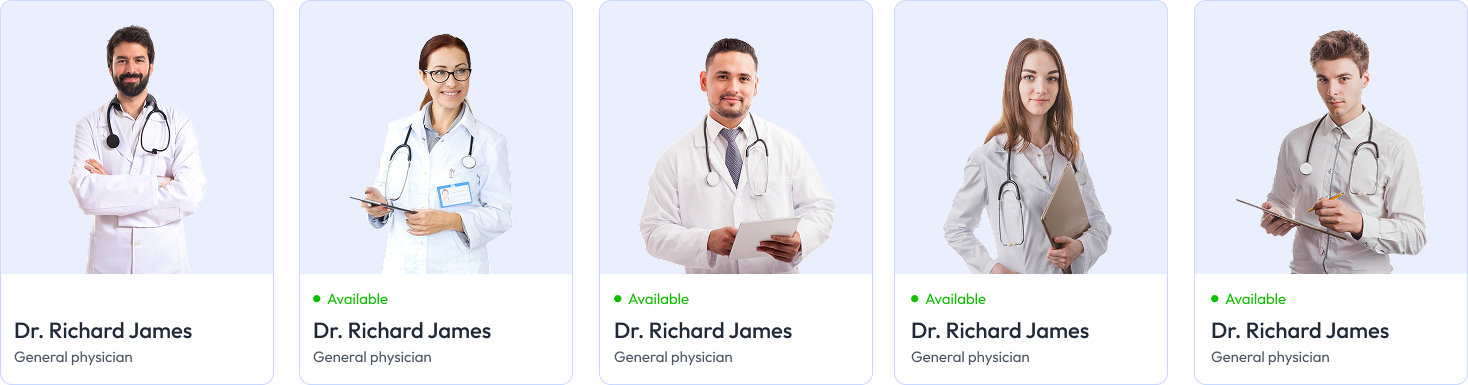 Dr. Richard James
General physician
Available
Dr. Richard James
General physician
Available
Dr. Richard James
General physician
Available
Dr. Richard James
General physician
Available
Dr. Richard James
General physician